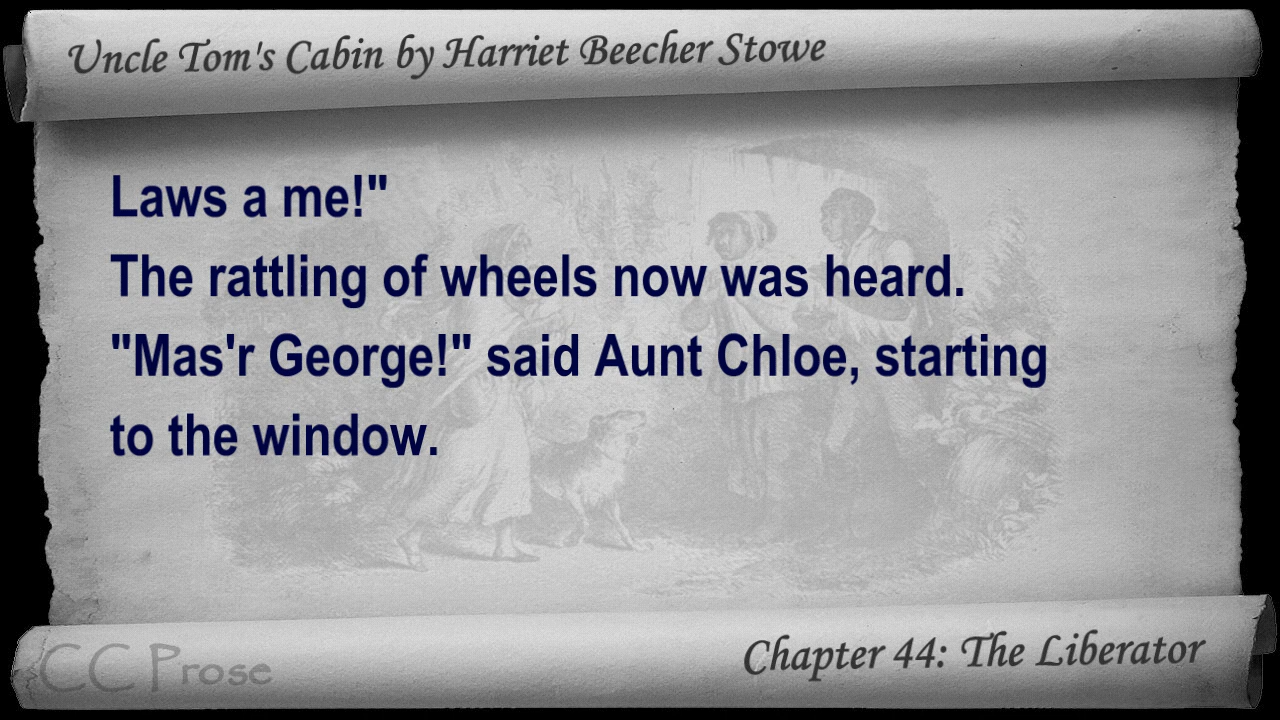 Uncle Tom's Cabin by Harriet Beecher Stowe
Laws a me!"
The rattling of wheels now was heard.
"Mas'r George!" said Aunt Chloe, starting
to the window.
CC Prose
Chapter 44: The Liberator